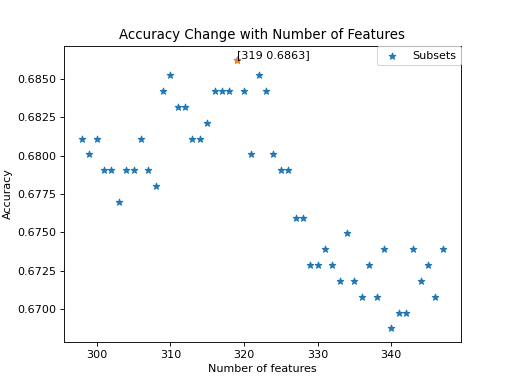 Accuracy Change with Number of Features
[319 0.6863]
Subsets
0.6850
0.6825
0.6800
0.6775
0.6750
0.6725
0.6700
Accuracy
300 310 320 330 340
Number of features